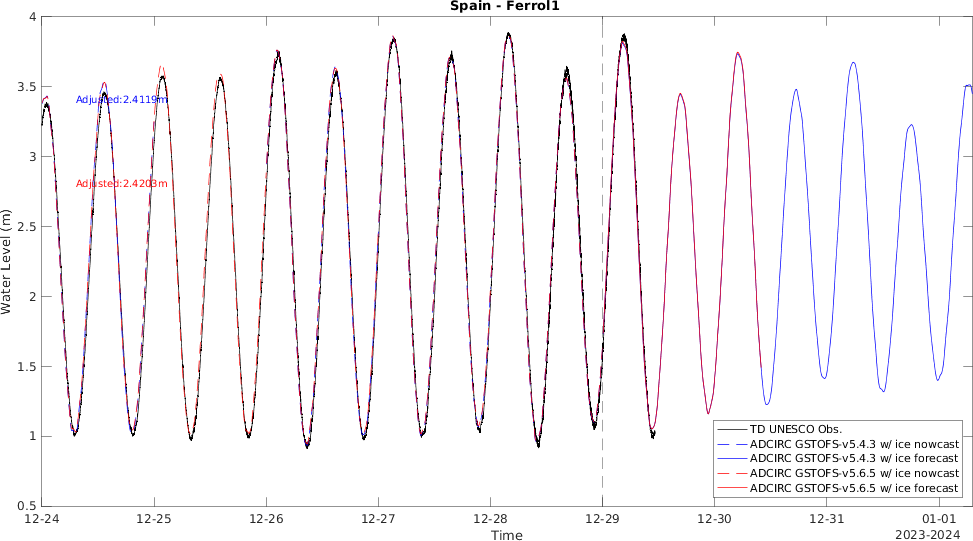 Spain - Ferrol1
4
3.5
3
2.5
2
1.5
1
0.5
Water Level (m)
Adjusted:2.4119m
Adjusted:2.4203m
TD UNESCO Obs.
ADCIRC GSTOFS-v5.4.3 w/ ice nowcast
ADCIRC GSTOFS-v5.4.3 w/ ice forecast
ADCIRC GSTOFS-v5.6.5 w/ ice nowcast
ADCIRC GSTOFS-v5.6.5 w/ ice forecast
12-24 12-25 12-26 12-27 12-28 12-29 12-30 12-31 01-01
Time
2023-2024